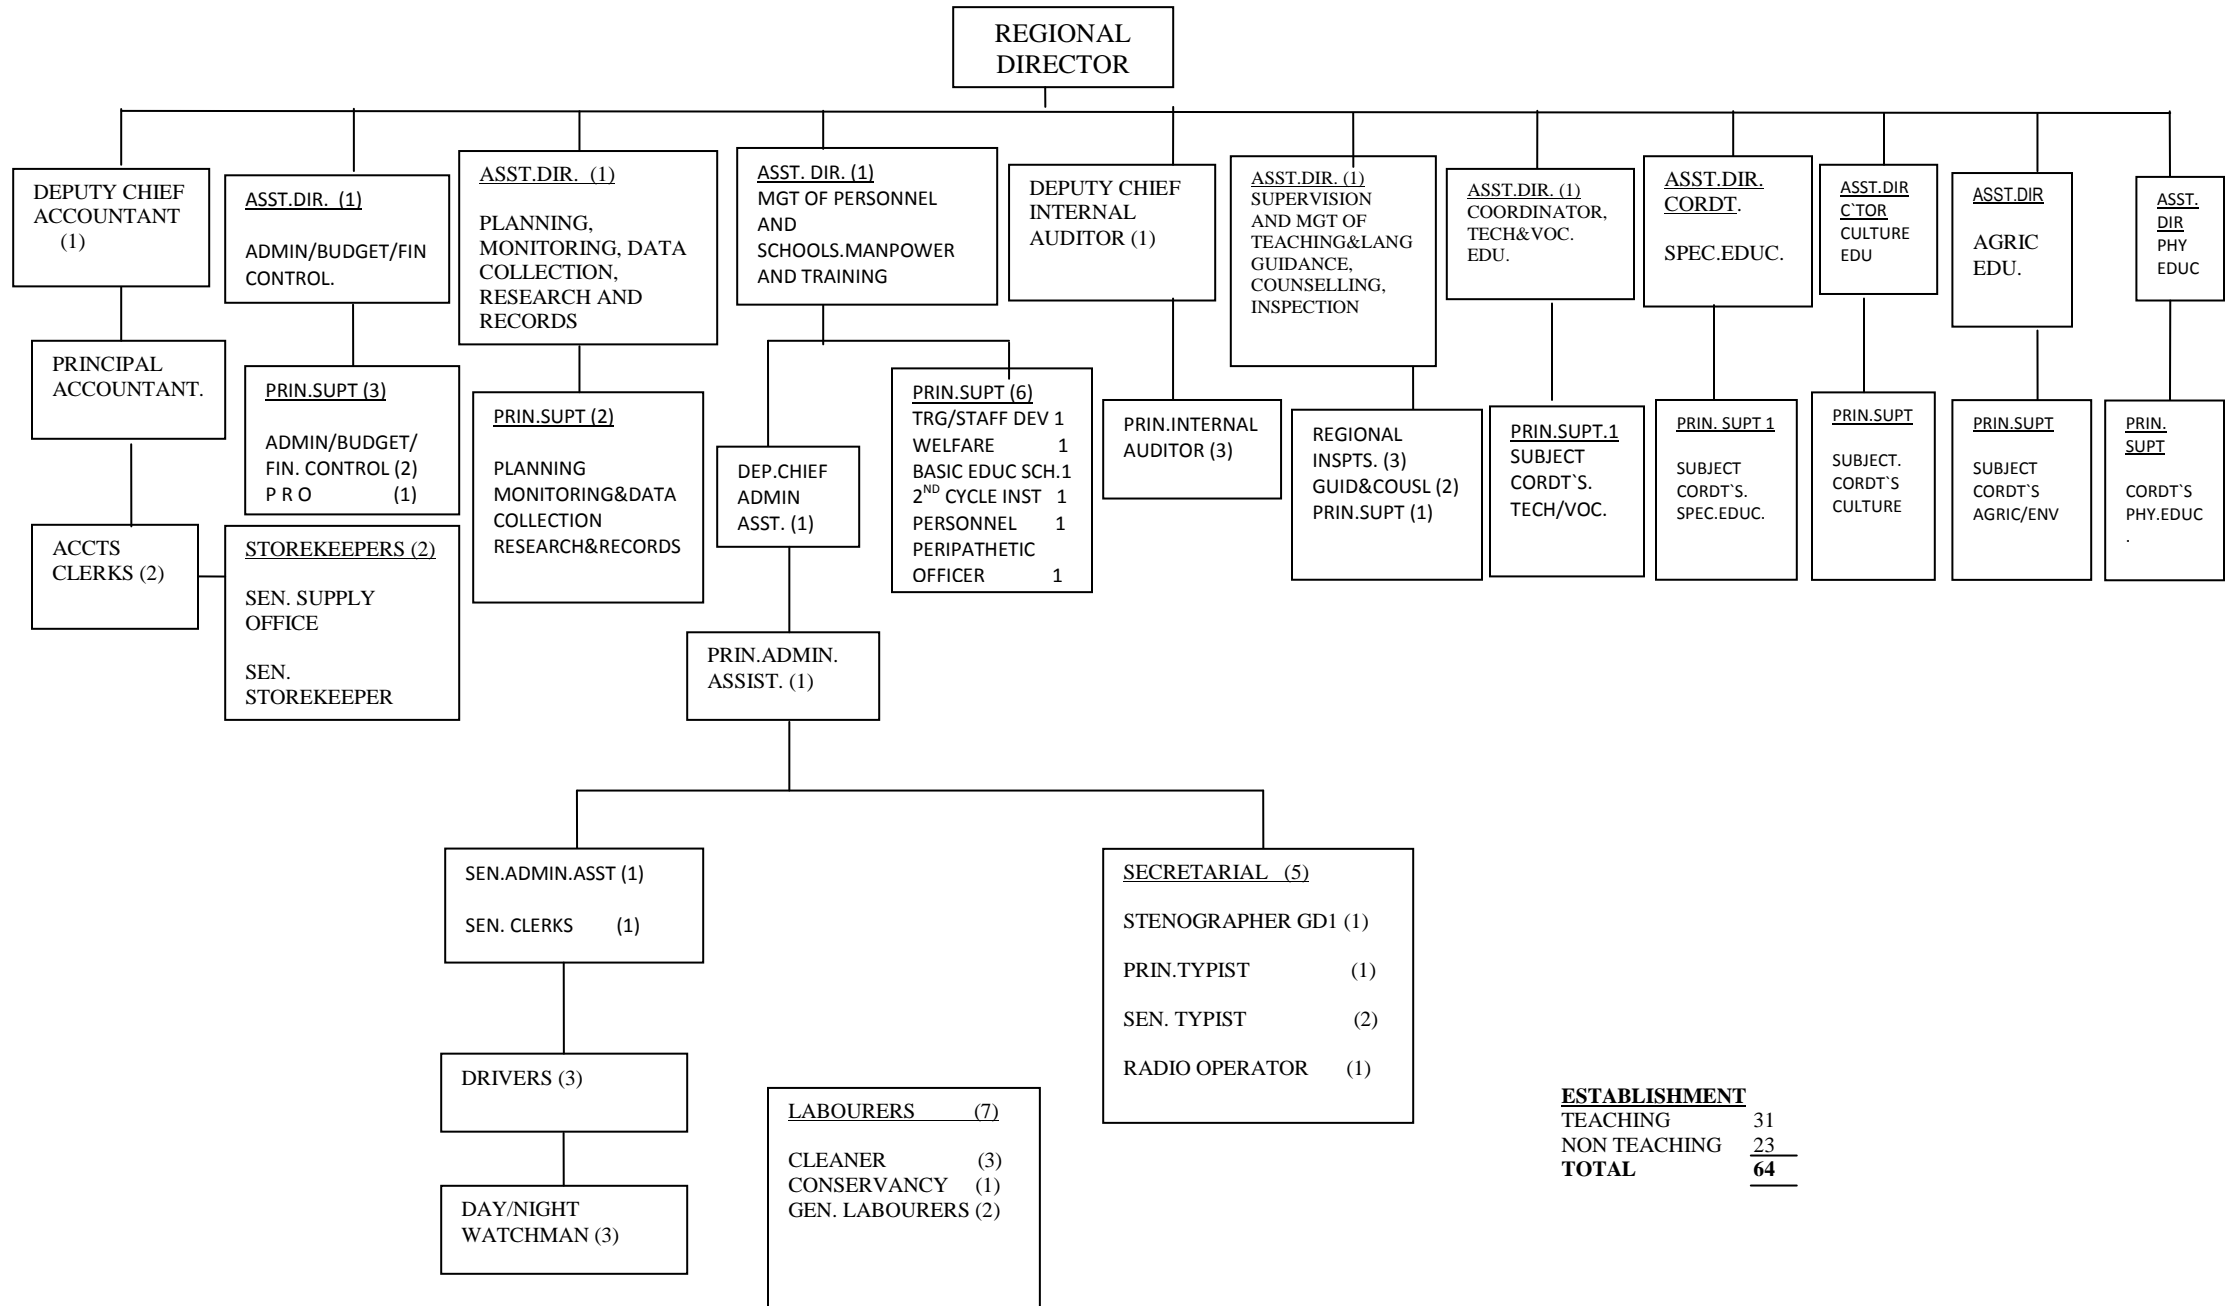 REGIONAL
DIRECTOR
DEPUTY CHIEF
ACCOUNTANT
(1)
ASST.DIR. (1)
ADMIN/BUDGET/FIN
CONTROL.
ASST.DIR. (1)
PLANNING,
MONITORING, DATA
COLLECTION,
RESEARCH AND
RECORDS
ASST. DIR. (1)
MGT OF PERSONNEL
AND
SCHOOLS.MANPOWER
AND TRAINING
DEPUTY CHIEF
INTERNAL
AUDITOR (1)
ASST.DIR. (1)
SUPERVISION
AND MGT OF
TEACHING&LANG
GUIDANCE,
COUNSELLING,
INSPECTION
ASST.DIR. (1)
COORDINATOR,
TECH&VOC.
EDU.
ASST.DIR.
CORDT.
SPEC.EDUC.
ASST.DIR
C`TOR
CULTURE
EDU
ASST.DIR
AGRIC
EDU.
ASST.
DIR
PHY
EDUC
PRINCIPAL
ACCOUNTANT.
PRIN.SUPT (3)
ADMIN/BUDGET/
FIN. CONTROL (2)
P R O (1)
PRIN.SUPT (2)
PLANNING
MONITORING&DATA
COLLECTION
RESEARCH&RECORDS
DEP.CHIEF
ADMIN
ASST. (1)
PRIN.SUPT (6)
TRG/STAFF DEV 1
WELFARE 1
BASIC EDUC SCH.1
2ND CYCLE INST 1
PERSONNEL 1
PERIPATHETIC
OFFICER 1
PRIN.INTERNAL
AUDITOR (3)
REGIONAL
INSPTS. (3)
GUID&COUSL (2)
PRIN.SUPT (1)
PRIN.SUPT.1
SUBJECT
CORDT`S.
TECH/VOC.
PRIN. SUPT 1
SUBJECT
CORDT`S.
SPEC.EDUC.
PRIN.SUPT
SUBJECT.
CORDT`S
CULTURE
PRIN.SUPT
SUBJECT
CORDT`S
AGRIC/ENV
PRIN.
SUPT
CORDT`S
PHY.EDUC
.
ACCTS
CLERKS (2)
STOREKEEPERS (2)
SEN. SUPPLY
OFFICE
SEN.
STOREKEEPER
PRIN.ADMIN.
ASSIST. (1)
SEN.ADMIN.ASST (1)
SEN. CLERKS (1)
SECRETARIAL (5)
STENOGRAPHER GD1 (1)
PRIN.TYPIST (1)
SEN. TYPIST (2)
RADIO OPERATOR (1)
DRIVERS (3)
DAY/NIGHT
WATCHMAN (3)
LABOURERS (7)
CLEANER (3)
CONSERVANCY (1)
GEN. LABOURERS (2)
ESTABLISHMENT
TEACHING 31
NON TEACHING 23
TOTAL 64